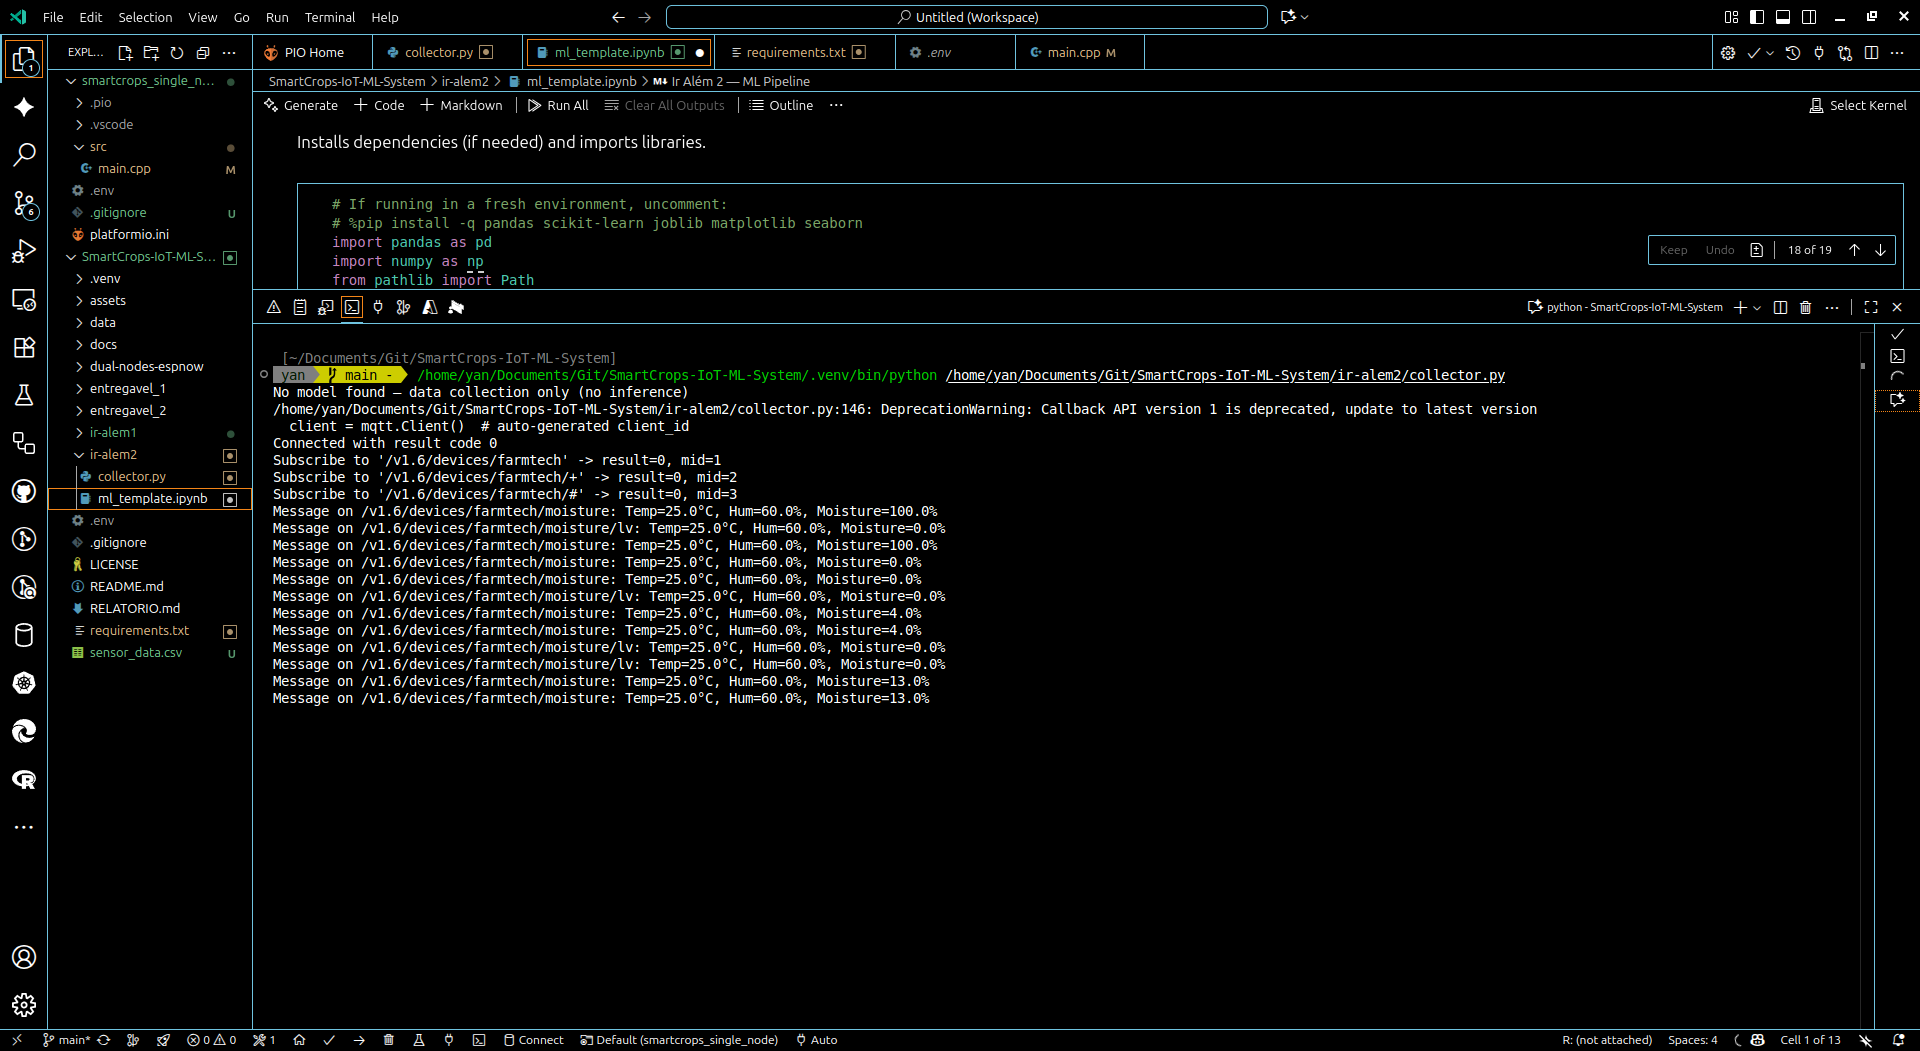 File Edit Selection View Go Run Terminal Help
Untitled (Workspace)
EXPL...
PIO Home
collector.py
ml_template.ipynb
requirements.txt
.env
main.cpp M
SmartCrops-IoT-ML-System > ir-alem2 > ml_template.ipynb > M↓ Ir Além 2 — ML Pipeline
Generate + Code + Markdown Run All Clear All Outputs Outline ...
Select Kernel
smartcrops_single_n...
.pio
.vscode
src
main.cpp M
.env
.gitignore U
platformio.ini
SmartCrops-IoT-ML-S...
.venv
assets
data
docs
dual-nodes-espnow
entregavel_1
entregavel_2
ir-alem1
ir-alem2
collector.py
ml_template.ipynb
.env
.gitignore
LICENSE
README.md
RELATORIO.md
requirements.txt
sensor_data.csv U
1
6
Installs dependencies (if needed) and imports libraries.
# If running in a fresh environment, uncomment:
# %pip install -q pandas scikit-learn joblib matplotlib seaborn
import pandas as pd
import numpy as np
from pathlib import Path
Keep Undo 18 of 19
python - SmartCrops-IoT-ML-System
[~/Documents/Git/SmartCrops-IoT-ML-System]
yan main - /home/yan/Documents/Git/SmartCrops-IoT-ML-System/.venv/bin/python /home/yan/Documents/Git/SmartCrops-IoT-ML-System/ir-alem2/collector.py
No model found — data collection only (no inference)
/home/yan/Documents/Git/SmartCrops-IoT-ML-System/ir-alem2/collector.py:146: DeprecationWarning: Callback API version 1 is deprecated, update to latest version
client = mqtt.Client()  # auto-generated client_id
Connected with result code 0
Subscribe to '/v1.6/devices/farmtech' -> result=0, mid=1
Subscribe to '/v1.6/devices/farmtech/+' -> result=0, mid=2
Subscribe to '/v1.6/devices/farmtech/#' -> result=0, mid=3
Message on /v1.6/devices/farmtech/moisture: Temp=25.0°C, Hum=60.0%, Moisture=100.0%
Message on /v1.6/devices/farmtech/moisture/lv: Temp=25.0°C, Hum=60.0%, Moisture=0.0%
Message on /v1.6/devices/farmtech/moisture: Temp=25.0°C, Hum=60.0%, Moisture=100.0%
Message on /v1.6/devices/farmtech/moisture: Temp=25.0°C, Hum=60.0%, Moisture=0.0%
Message on /v1.6/devices/farmtech/moisture: Temp=25.0°C, Hum=60.0%, Moisture=0.0%
Message on /v1.6/devices/farmtech/moisture/lv: Temp=25.0°C, Hum=60.0%, Moisture=0.0%
Message on /v1.6/devices/farmtech/moisture: Temp=25.0°C, Hum=60.0%, Moisture=4.0%
Message on /v1.6/devices/farmtech/moisture: Temp=25.0°C, Hum=60.0%, Moisture=4.0%
Message on /v1.6/devices/farmtech/moisture/lv: Temp=25.0°C, Hum=60.0%, Moisture=0.0%
Message on /v1.6/devices/farmtech/moisture/lv: Temp=25.0°C, Hum=60.0%, Moisture=0.0%
Message on /v1.6/devices/farmtech/moisture: Temp=25.0°C, Hum=60.0%, Moisture=13.0%
Message on /v1.6/devices/farmtech/moisture: Temp=25.0°C, Hum=60.0%, Moisture=13.0%
main* 0 0 1 Connect Default (smartcrops_single_node) Auto
R: (not attached) Spaces: 4 Cell 1 of 13